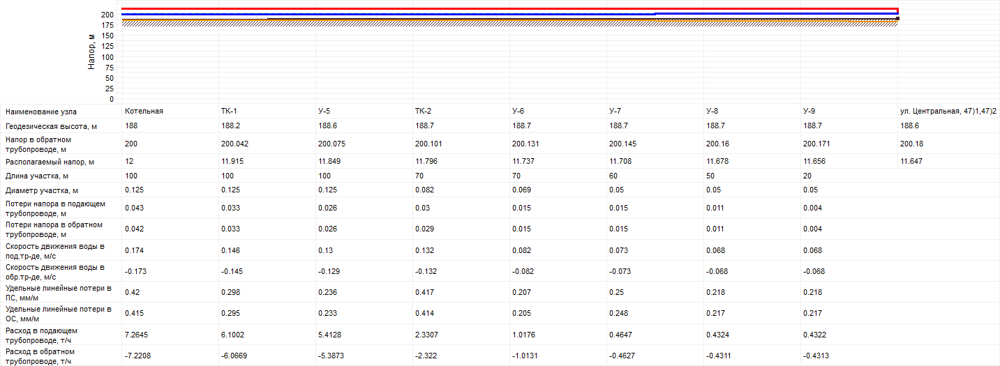 200
175
150
125
100
75
50
25
0
Напор, м
Наименование узла Котельная ТК-1 У-5 ТК-2 У-6 У-7 У-8 У-9 ул. Центральная, 47)1,47)2
Геодезическая высота, м 188 188.2 188.6 188.7 188.7 188.7 188.7 188.7 188.6
Напор в обратном
трубопроводе, м 200 200.042 200.075 200.101 200.131 200.145 200.16 200.171 200.18
Располагаемый напор, м 12 11.915 11.849 11.796 11.737 11.708 11.678 11.656 11.647
Длина участка, м 100 100 100 70 70 60 50 20
Диаметр участка, м 0.125 0.125 0.125 0.082 0.069 0.05 0.05 0.05
Потери напора в подающем
трубопроводе, м 0.043 0.033 0.026 0.03 0.015 0.015 0.011 0.004
Потери напора в обратном
трубопроводе, м 0.042 0.033 0.026 0.029 0.015 0.015 0.011 0.004
Скорость движения воды в
под.тр-де, м/с 0.174 0.146 0.13 0.132 0.082 0.073 0.068 0.068
Скорость движения воды в
обр.тр-де, м/с -0.173 -0.145 -0.129 -0.132 -0.082 -0.073 -0.068 -0.068
Удельные линейные потери в
ПС, мм/м 0.42 0.298 0.236 0.417 0.207 0.25 0.218 0.218
Удельные линейные потери в
ОС, мм/м 0.415 0.295 0.233 0.414 0.205 0.248 0.217 0.217
Расход в подающем
трубопроводе, т/ч 7.2645 6.1002 5.4128 2.3307 1.0176 0.4647 0.4324 0.4322
Расход в обратном
трубопроводе, т/ч -7.2208 -6.0669 -5.3873 -2.322 -1.0131 -0.4627 -0.4311 -0.4313